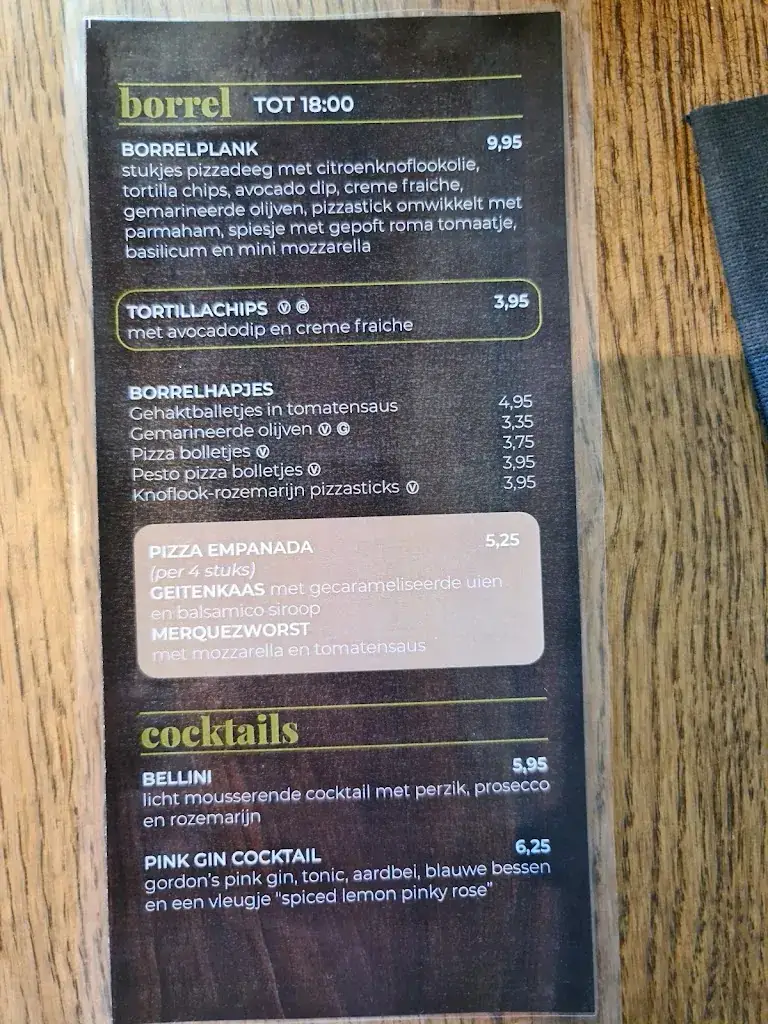 borrel TOT 18:00
BORRELPLANK 9,95
stukjes pizzadeeg met citroenknoflookolie,
tortilla chips, avocado dip, creme fraiche,
gemarineerde olijven, pizzastick omwikkelt met
parmaham, spiesje met gepoft roma tomaatje,
basilicum en mini mozzarella
TORTILLACHIPS Ⓥ Ⓖ 3,95
met avocadodip en creme fraiche
BORRELHAPJES
Gehaktballetjes in tomatensaus 4,95
Gemarineerde olijven Ⓥ Ⓖ 3,35
Pizza bolletjes Ⓥ 3,75
Pesto pizza bolletjes Ⓥ 3,95
Knoflook-rozemarijn pizzasticks Ⓥ 3,95
PIZZA EMPANADA 5,25
(per 4 stuks)
GEITENKAAS met gecarameliseerde uien
en balsamico siroop
MERQUEZWORST
met mozzarella en tomatensaus
cocktails
BELLINI 5,95
licht mousserende cocktail met perzik, prosecco
en rozemarijn
PINK GIN COCKTAIL 6,25
gordon's pink gin, tonic, aardbei, blauwe bessen
en een vleugje "spiced lemon pinky rose"